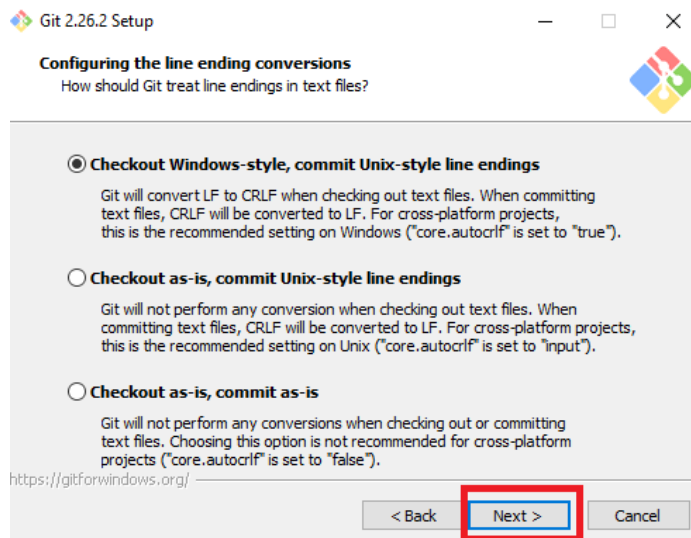 Git 2.26.2 Setup
Configuring the line ending conversions
How should Git treat line endings in text files?
Checkout Windows-style, commit Unix-style line endings
Git will convert LF to CRLF when checking out text files. When committing
text files, CRLF will be converted to LF. For cross-platform projects,
this is the recommended setting on Windows ("core.autocrlf" is set to "true").
Checkout as-is, commit Unix-style line endings
Git will not perform any conversion when checking out text files. When
committing text files, CRLF will be converted to LF. For cross-platform projects,
this is the recommended setting on Unix ("core.autocrlf" is set to "input").
Checkout as-is, commit as-is
Git will not perform any conversions when checking out or committing
text files. Choosing this option is not recommended for cross-platform
projects ("core.autocrlf" is set to "false").
https://gitforwindows.org/
< Back Next > Cancel